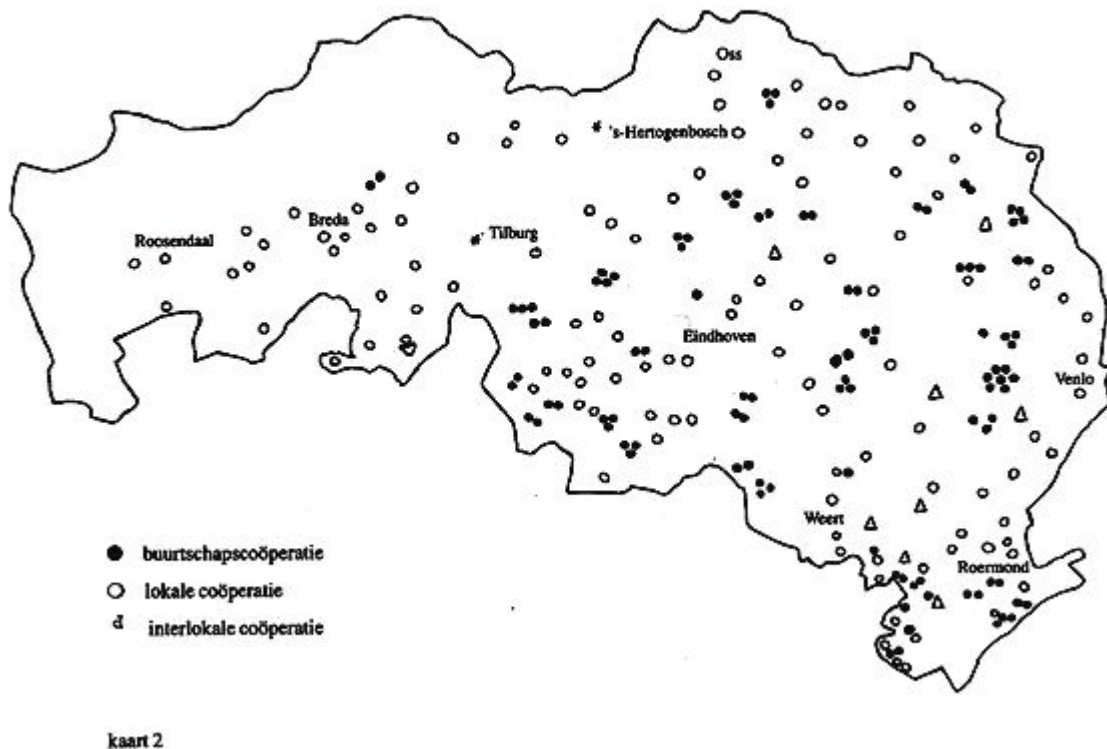 Oss
's-Hertogenbosch
Breda
Roosendaal
Tilburg
Eindhoven
Venlo
Weert
Roermond
buurtschapscoöperatie
lokale coöperatie
d interlokale coöperatie
kaart 2